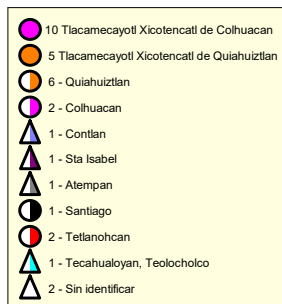 10 Tlacamecayotl Xicotencatl de Colhuacan
5 Tlacamecayotl Xicotencatl de Quiahuiztlan
6 - Quiahuiztlan
2 - Colhuacan
1 - Contlan
1 - Sta Isabel
1 - Atempan
1 - Santiago
2 - Tetlanohcan
1 - Tecahualoyan, Teolocholco
2 - Sin identificar